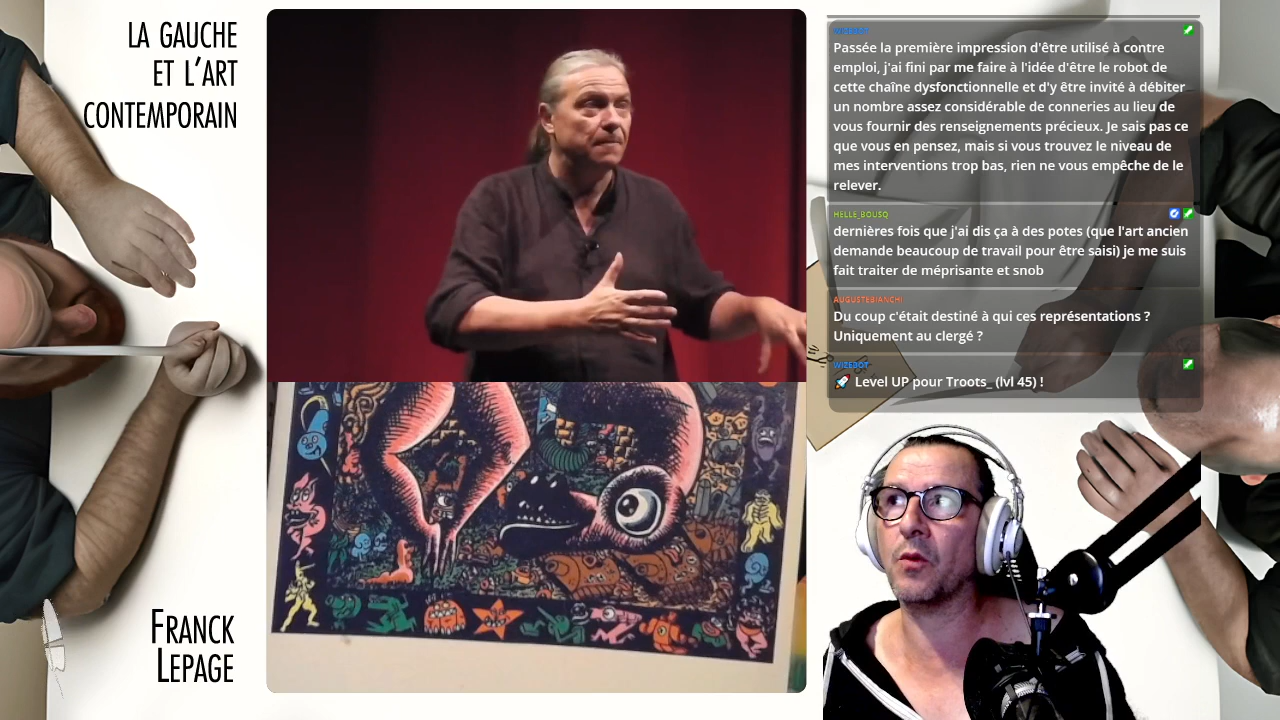 LA GAUCHE
ET L'ART
CONTEMPORAIN
FRANCK
LEPAGE
WIZEBOT
Passée la première impression d'être utilisé à contre
emploi, j'ai fini par me faire à l'idée d'être le robot de
cette chaîne dysfonctionnelle et d'y être invité à débiter
un nombre assez considérable de conneries au lieu de
vous fournir des renseignements précieux. Je sais pas ce
que vous en pensez, mais si vous trouvez le niveau de
mes interventions trop bas, rien ne vous empêche de le
relever.
HELLE_BOUSQ
dernières fois que j'ai dis ça à des potes (que l'art ancien
demande beaucoup de travail pour être saisi) je me suis
fait traiter de méprisante et snob
AUGUSTEBIANCHI
Du coup c'était destiné à qui ces représentations ?
Uniquement au clergé ?
WIZEBOT
🚀 Level UP pour Troots_ (lvl 45) !